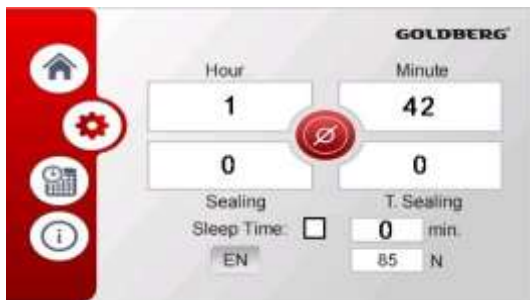 GOLDBERG
Hour Minute
1 42
0 0
Sealing T. Sealing
Sleep Time: 0 min.
EN 85 N